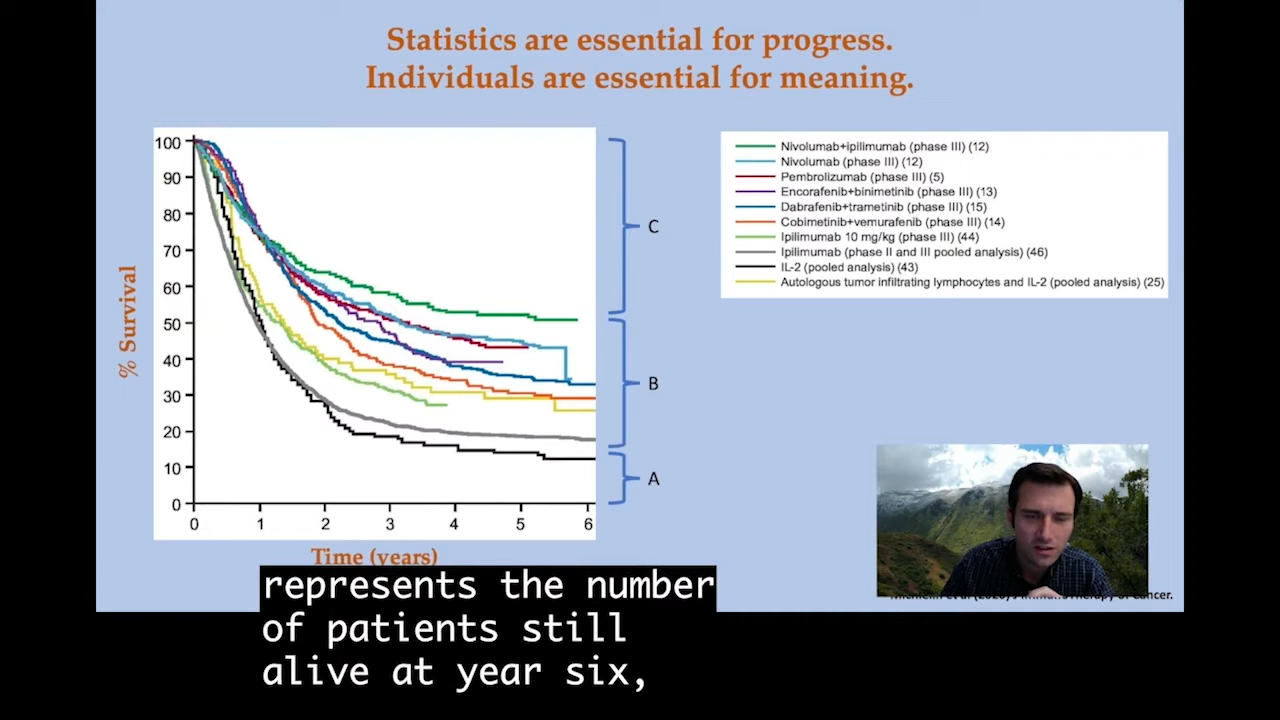 Statistics are essential for progress.
Individuals are essential for meaning.
100
90
80
70
60
50
40
30
20
10
0
% Survival
0 1 2 3 4 5 6
Time (years)
C
B
A
Nivolumab+ipilimumab (phase III) (12)
Nivolumab (phase III) (12)
Pembrolizumab (phase III) (5)
Encorafenib+binimetinib (phase III) (13)
Dabrafenib+trametinib (phase III) (15)
Cobimetinib+vemurafenib (phase III) (14)
Ipilimumab 10 mg/kg (phase III) (44)
Ipilimumab (phase II and III pooled analysis) (46)
IL-2 (pooled analysis) (43)
Autologous tumor infiltrating lymphocytes and IL-2 (pooled analysis) (25)
of Cancer.
represents the number
of patients still
alive at year six,